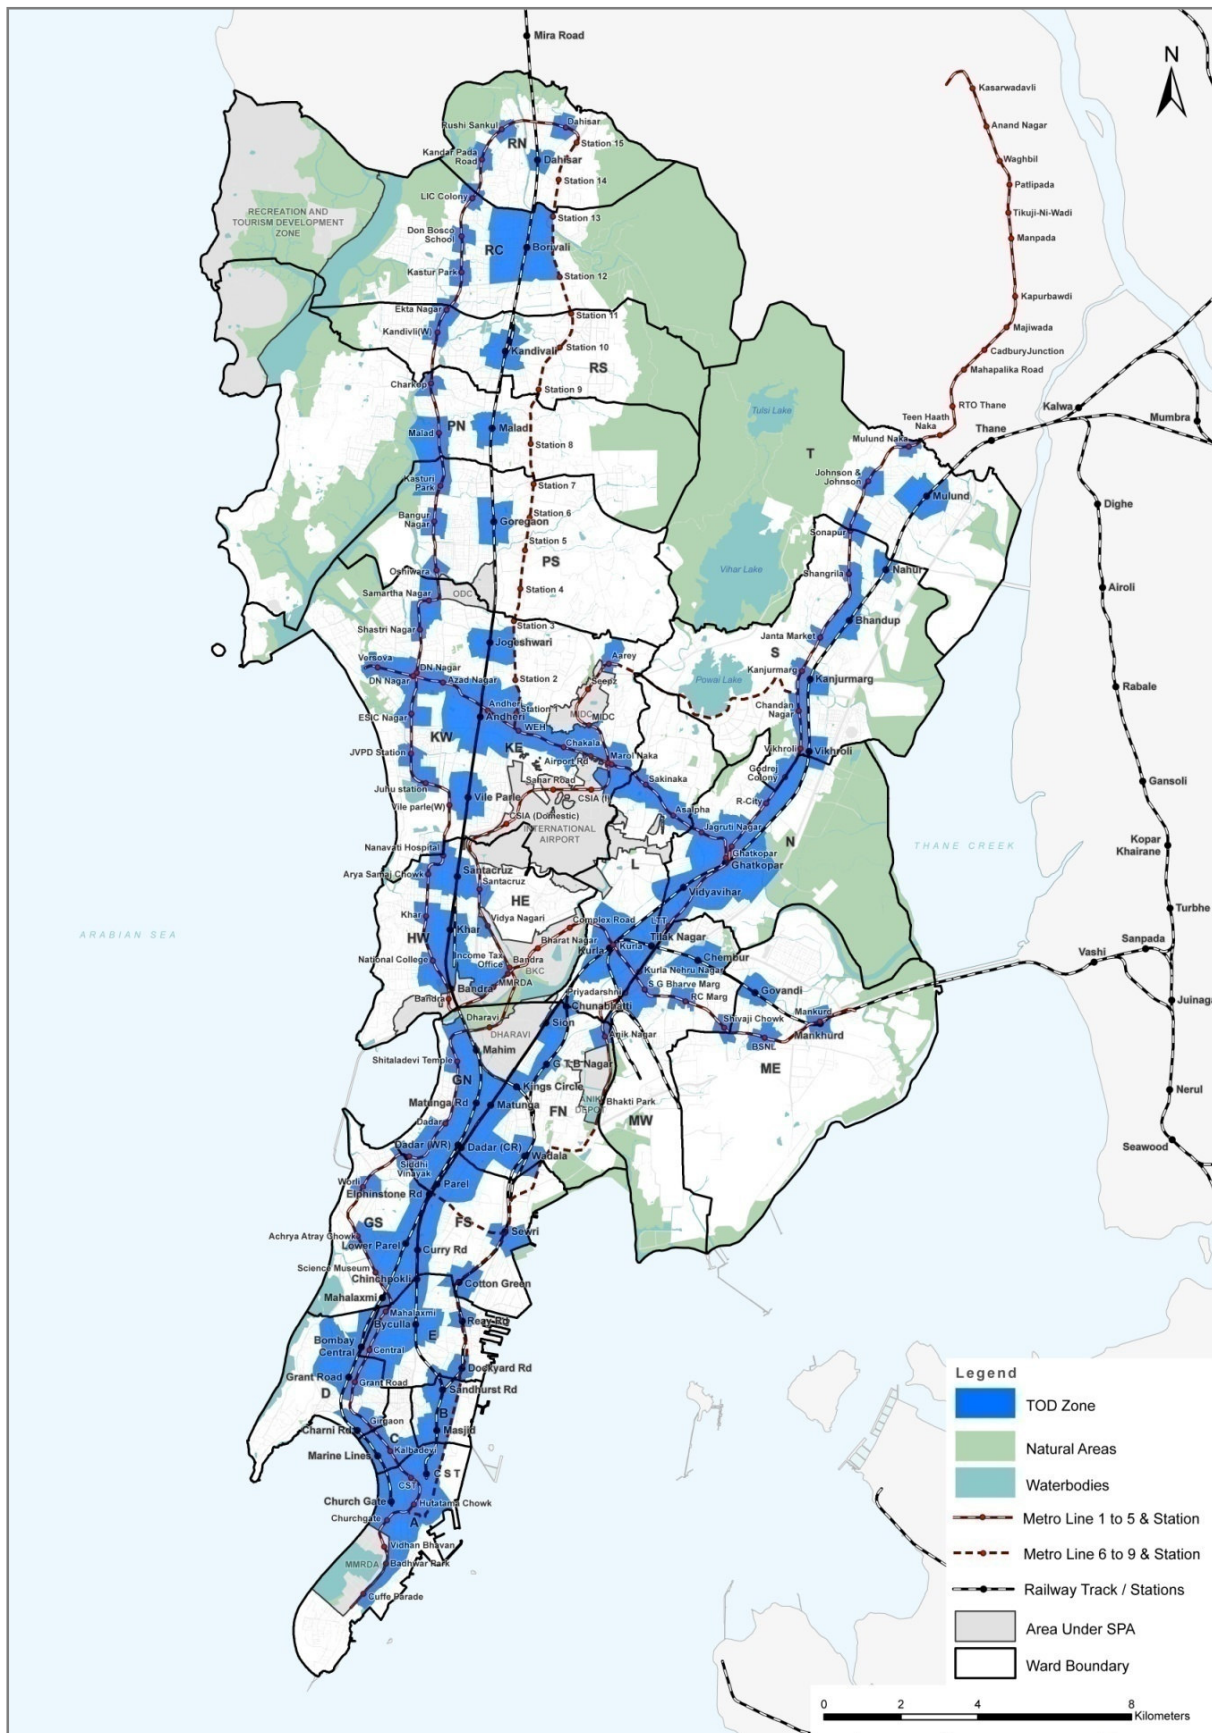 Mira Road
N
Kasarwadavli
Anand Nagar
Waghbil
Patlipada
Tikuji-Ni-Wadi
Manpada
Kapurbawdi
Majiwada
CadburyJunction
Mahapalika Road
RTO Thane
Teen Haath
Naka
Mulund Naka
Thane
Kalwa
Mumbra
Rushi Sankul
Dahisar
RN
Station 15
Kandar Pada
Road
Dahisar
Station 14
LIC Colony
Station 13
RECREATION AND
TOURISM DEVELOPMENT
ZONE
Don Bosco
School
RC
Borivali
Kastur Park
Station 12
Ekta Nagar
Station 11
Kandivli(W)
Kandivali
Station 10
RS
Charkop
Station 9
Tulsi Lake
PN
Malad
Malad
Station 8
T
Johnson &
Johnson
Mulund
Kasturi
Park
Station 7
Bangur
Nagar
Goregaon
Station 6
Station 5
PS
Sonapur
Dighe
Oshiwara
Station 4
Vihar Lake
Shangrila
Nahur
Airoli
Samartha Nagar
ODC
Station 3
Bhandup
Shastri Nagar
Jogeshwari
Janta Market
S
Versova
DN Nagar
DN Nagar
Azad Nagar
Station 2
Aarey
Seepz
Kanjurmarg
Kanjurmarg
Powai Lake
Rabale
ESIC Nagar
Andheri
Andheri
Station 1
WEH
MIDC
MIDC
Chandan
Nagar
KW
KE
Chakala
Marol Naka
Vikhroli
Vikhroli
JVPD Station
Airport Rd
Godrej
Colony
Juhu station
Sahar Road
Sakinaka
Gansoli
Vile Parle
Vile parle(W)
CSIA (I)
R-City
CSIA (Domestic)
Asalpha
INTERNATIONAL
AIRPORT
Jagruti Nagar
N
Kopar
Khairane
Nanavati Hospital
Ghatkopar
Ghatkopar
THANE CREEK
Arya Samaj Chowk
Santacruz
Santacruz
L
HE
Vidyavihar
Turbhe
Khar
Khar
Vidya Nagari
Complex Road
LTT
ARABIAN SEA
HW
Bharat Nagar
Kurla
Kurla
Tilak Nagar
Sanpada
Vashi
National College
Income Tax
Office
Bandra
BKC
Chembur
Kurla Nehru Nagar
Bandra
Bandra
MMRDA
Priyadarshni
S G Bharve Marg
RC Marg
Govandi
Juinagar
Chunabhatti
Dharavi
Sion
Shivaji Chowk
Mankurd
Mankhurd
DHARAVI
Mahim
Anik Nagar
BSNL
Shitaladevi Temple
G T B Nagar
ME
GN
Kings Circle
Nerul
Matunga Rd
Matunga
FN
ANIK
DEPOT
Bhakti Park
MW
Dadar
Dadar (WR)
Dadar (CR)
Seawood
Siddhi
Vinayak
Wadala
Worli
Parel
Elphinstone Rd
GS
FS
Achrya Atray Chowk
Lower Parel
Curry Rd
Sewri
Science Museum
Chinchpokli
Cotton Green
Mahalaxmi
Mahalaxmi
Byculla
Reay Rd
E
Bombay
Central
Central
Dockyard Rd
Grant Road
Grant Road
Sandhurst Rd
D
Girgaon
B
Charni Rd
C
Masjid
Kalbadevi
Marine Lines
CST
C S T
Church Gate
Hutatama Chowk
Churchgate
A
Vidhan Bhavan
MMRDA
Badhwar Park
Cuffe Parade
Legend
TOD Zone
Natural Areas
Waterbodies
Metro Line 1 to 5 & Station
Metro Line 6 to 9 & Station
Railway Track / Stations
Area Under SPA
Ward Boundary
0 2 4 8
Kilometers